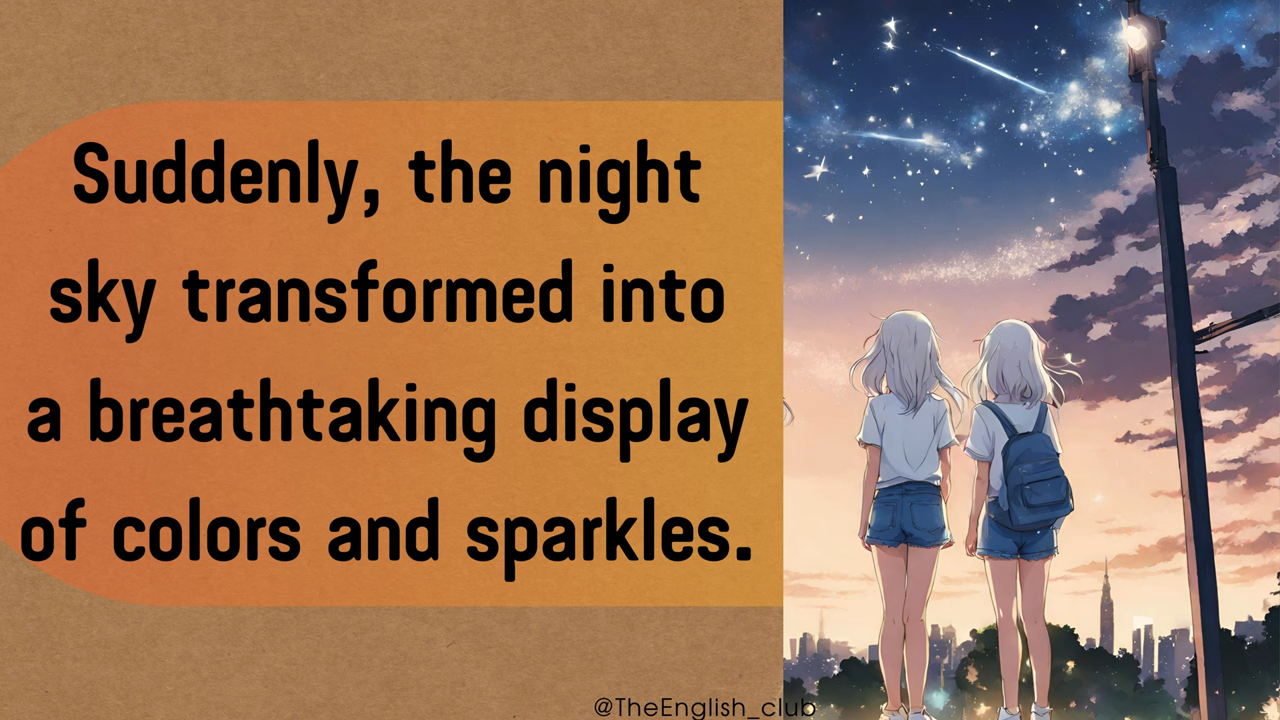 Suddenly, the night
sky transformed into
a breathtaking display
of colors and sparkles.
@TheEnglish_club